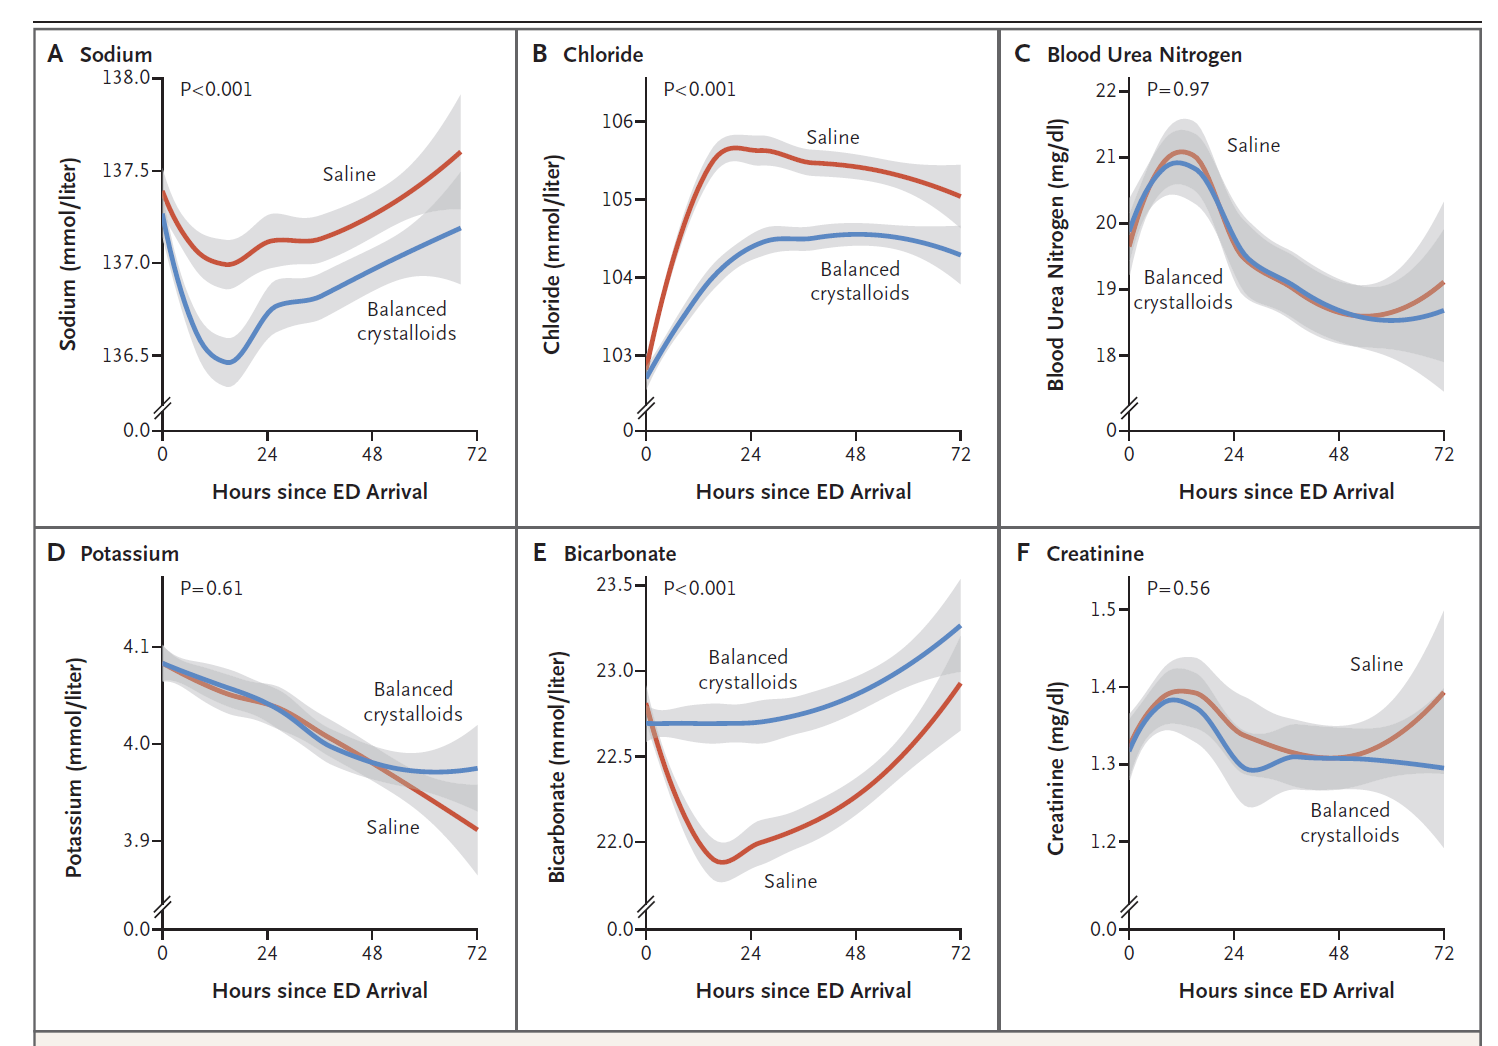 A Sodium
138.0
137.5
137.0
136.5
0.0
Sodium (mmol/liter)
P<0.001
Saline
Balanced
crystalloids
0 24 48 72
Hours since ED Arrival
B Chloride
106
105
104
103
0
Chloride (mmol/liter)
P<0.001
Saline
Balanced
crystalloids
0 24 48 72
Hours since ED Arrival
C Blood Urea Nitrogen
22
21
20
19
18
0
Blood Urea Nitrogen (mg/dl)
P=0.97
Saline
Balanced
crystalloids
0 24 48 72
Hours since ED Arrival
D Potassium
4.1
4.0
3.9
0.0
Potassium (mmol/liter)
P=0.61
Balanced
crystalloids
Saline
0 24 48 72
Hours since ED Arrival
E Bicarbonate
23.5
23.0
22.5
22.0
0.0
Bicarbonate (mmol/liter)
P<0.001
Balanced
crystalloids
Saline
0 24 48 72
Hours since ED Arrival
F Creatinine
1.5
1.4
1.3
1.2
0.0
Creatinine (mg/dl)
P=0.56
Saline
Balanced
crystalloids
0 24 48 72
Hours since ED Arrival